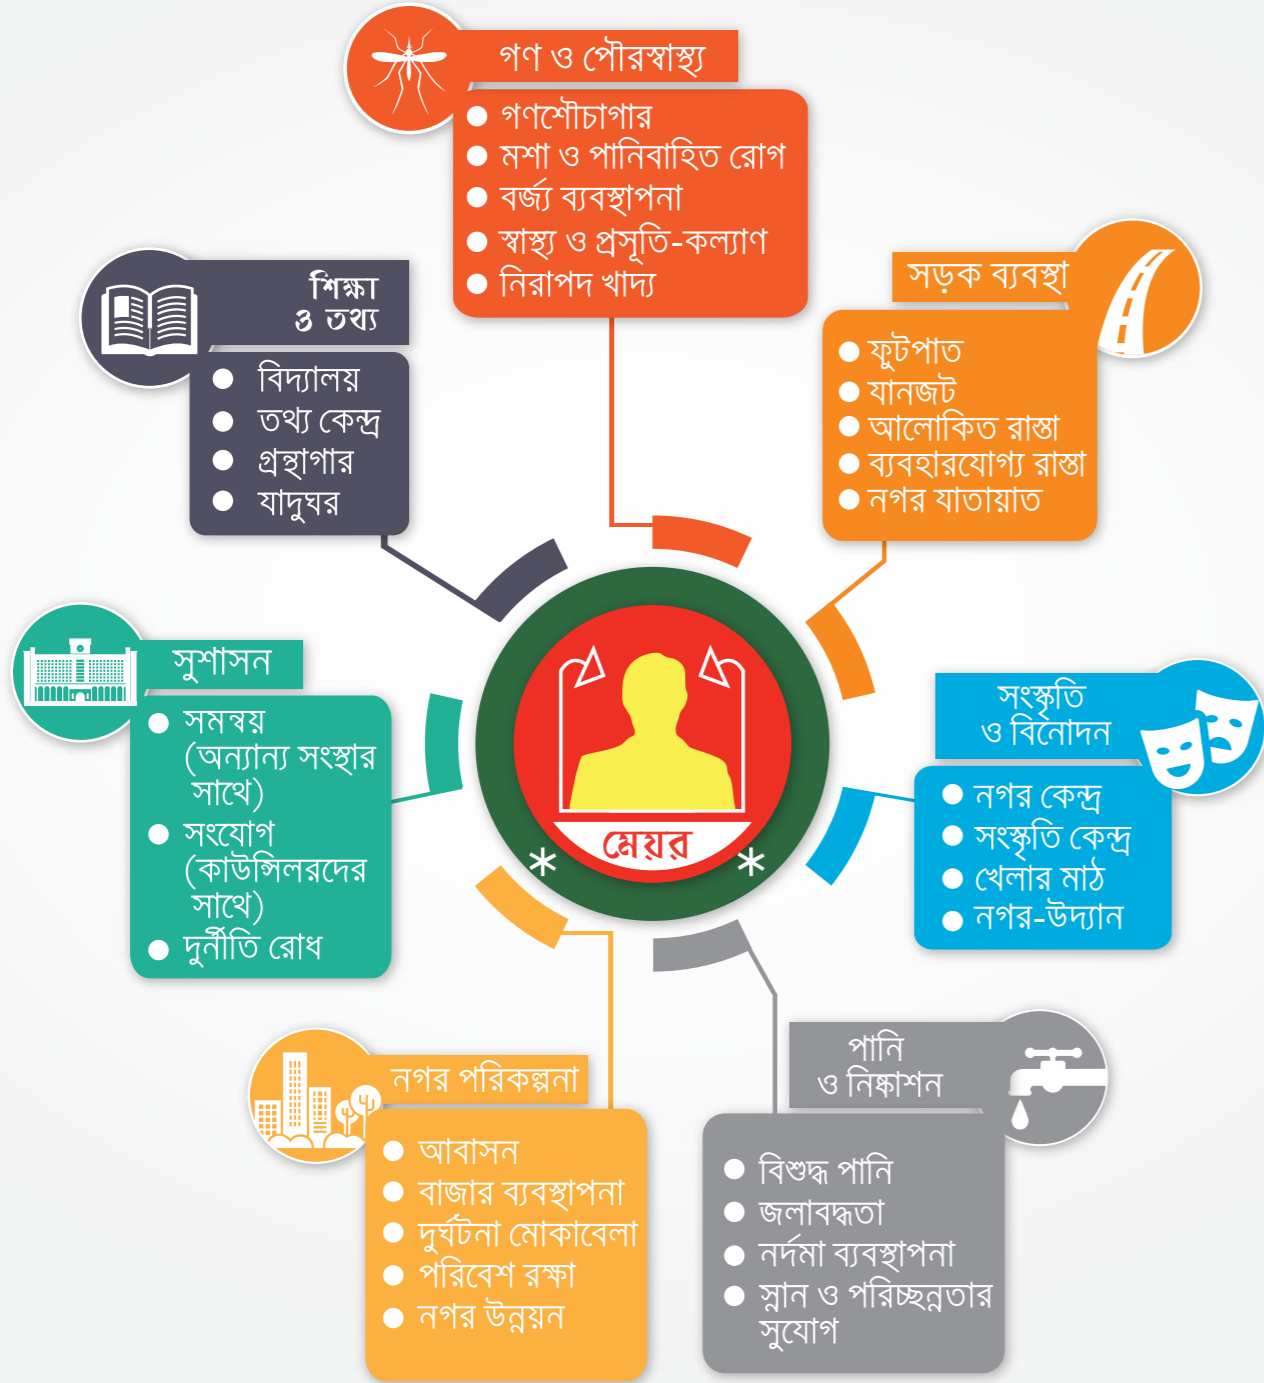 গণ ও পৌরস্বাস্থ্য
গণশৌচাগার
মশা ও পানিবাহিত রোগ
বর্জ্য ব্যবস্থাপনা
স্বাস্থ্য ও প্রসূতি-কল্যাণ
নিরাপদ খাদ্য
শিক্ষা
ও তথ্য
বিদ্যালয়
তথ্য কেন্দ্র
গ্রন্থাগার
যাদুঘর
সড়ক ব্যবস্থা
ফুটপাত
যানজট
আলোকিত রাস্তা
ব্যবহারযোগ্য রাস্তা
নগর যাতায়াত
সুশাসন
সমন্বয়
(অন্যান্য সংস্থার
সাথে)
সংযোগ
(কাউন্সিলরদের
সাথে)
দুর্নীতি রোধ
মেয়র
সংস্কৃতি
ও বিনোদন
নগর কেন্দ্র
সংস্কৃতি কেন্দ্র
খেলার মাঠ
নগর-উদ্যান
নগর পরিকল্পনা
আবাসন
বাজার ব্যবস্থাপনা
দুর্ঘটনা মোকাবেলা
পরিবেশ রক্ষা
নগর উন্নয়ন
পানি
ও নিষ্কাশন
বিশুদ্ধ পানি
জলাবদ্ধতা
নর্দমা ব্যবস্থাপনা
স্নান ও পরিচ্ছন্নতার
সুযোগ